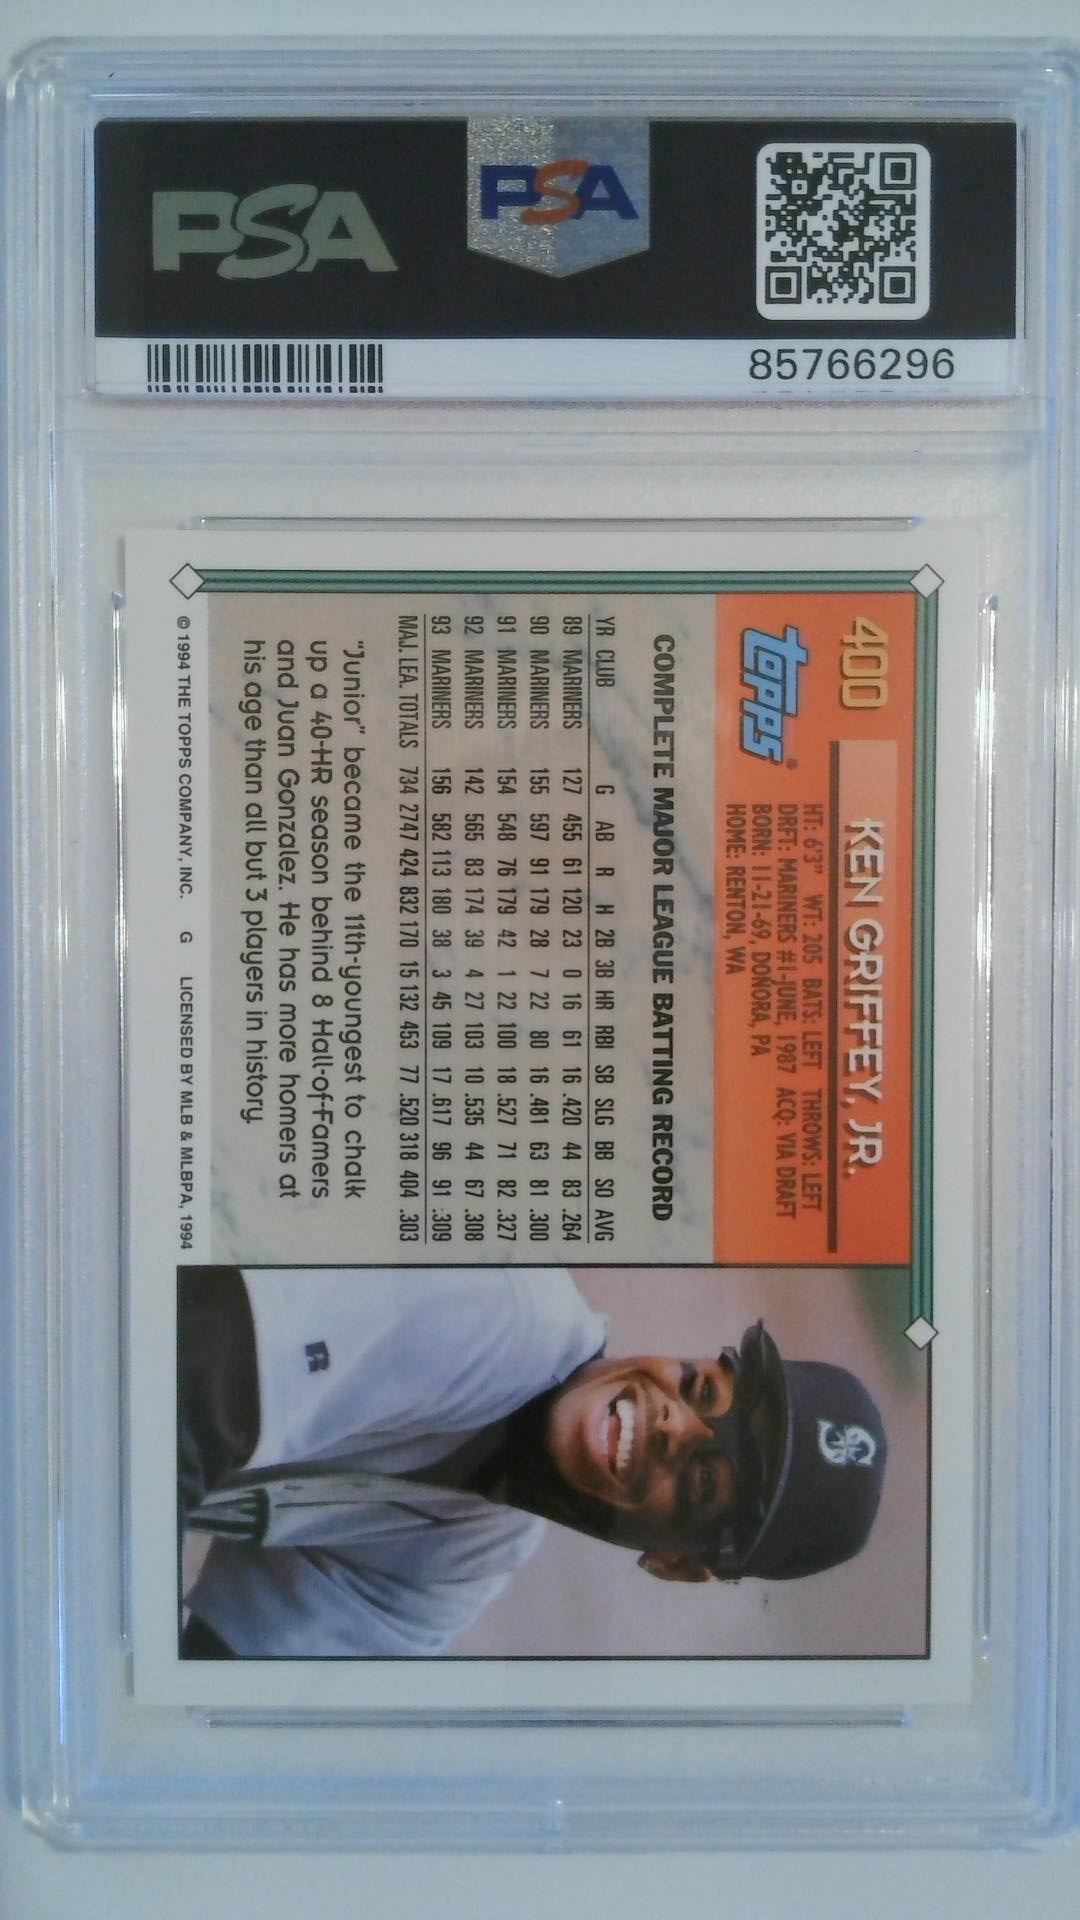 PSA
PSA
85766296
400
KEN GRIFFEY, JR.
topps®
HT: 6'3" WT: 205 BATS: LEFT THROWS: LEFT
DRFT: MARINERS #1-JUNE, 1987 ACQ: VIA DRAFT
BORN: 11-21-69, DONORA, PA
HOME: RENTON, WA
COMPLETE MAJOR LEAGUE BATTING RECORD
YR CLUB G AB R H 2B 3B HR RBI SB SLG BB SO AVG
89 MARINERS 127 455 61 120 23 0 16 61 16 .420 44 83 .264
90 MARINERS 155 597 91 179 28 7 22 80 16 .481 63 81 .300
91 MARINERS 154 548 76 179 42 1 22 100 18 .527 71 82 .327
92 MARINERS 142 565 83 174 39 4 27 103 10 .535 44 67 .308
93 MARINERS 156 582 113 180 38 3 45 109 17 .617 96 91 .309
MAJ. LEA. TOTALS 734 2747 424 832 170 15 132 453 77 .520 318 404 .303
"Junior" became the 11th-youngest to chalk
up a 40-HR season behind 8 Hall-of-Famers
and Juan Gonzalez. He has more homers at
his age than all but 3 players in history.
© 1994 THE TOPPS COMPANY, INC. G LICENSED BY MLB & MLBPA, 1994
S
R